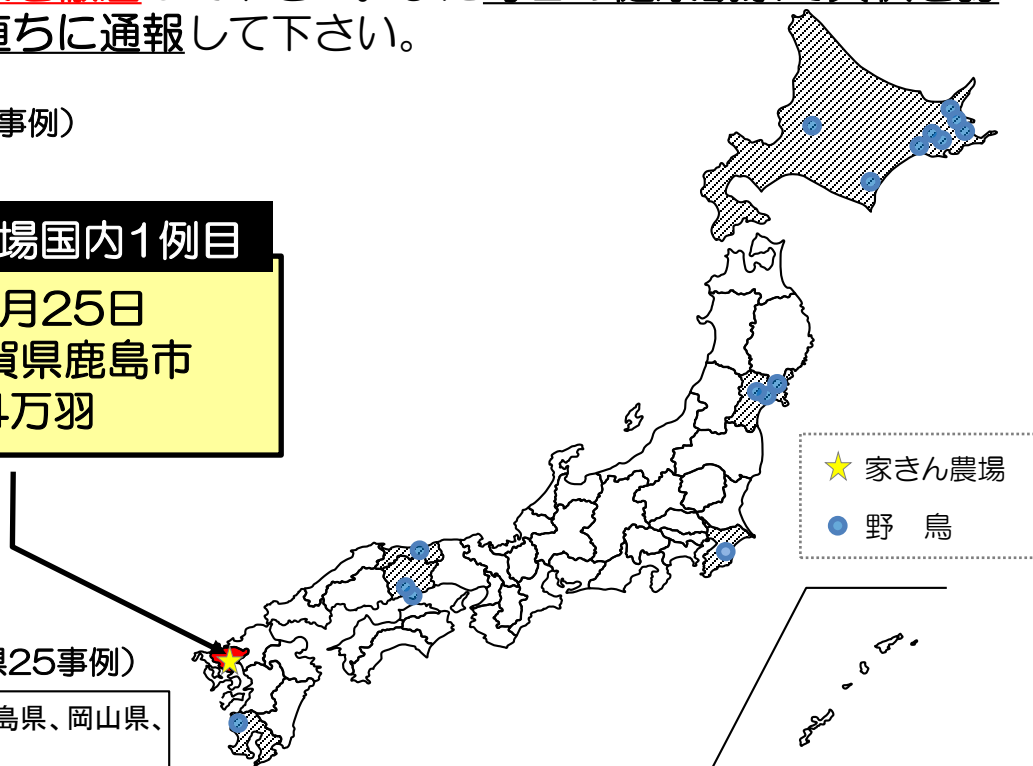 直ちに通報して下さい。
事例）
場国内１例目
月25日
賀県鹿島市
万羽
家きん農場
野　鳥
県25事例）
島県、岡山県、